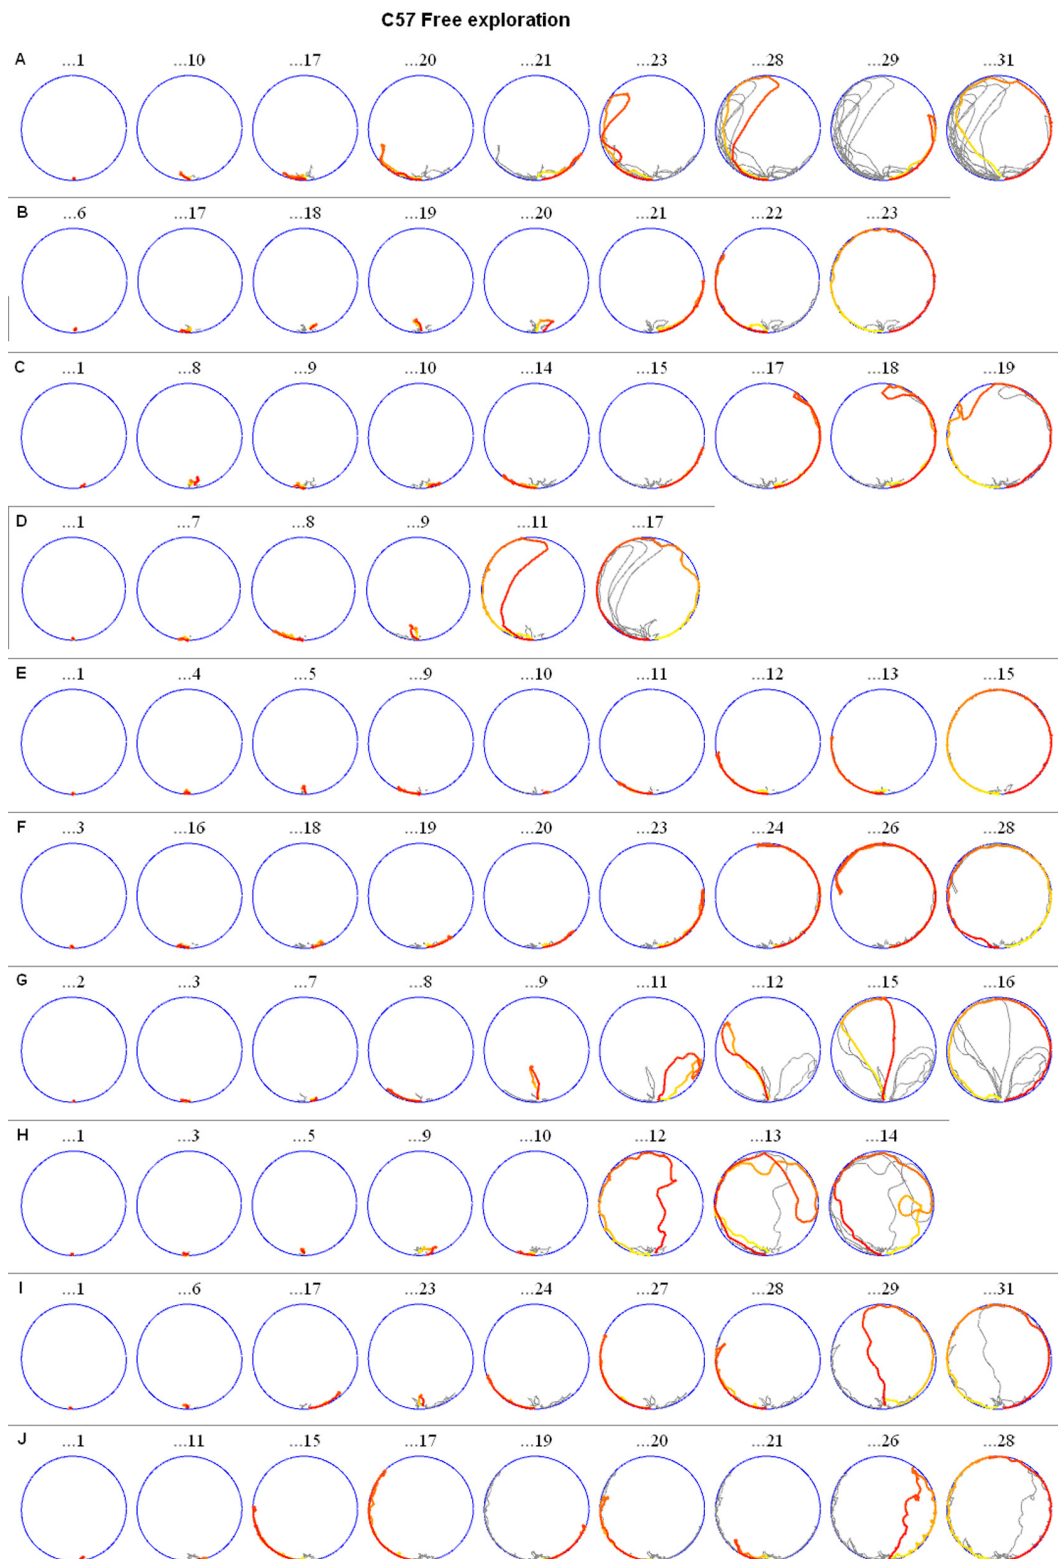 C57 Free exploration
A ...1 ...10 ...17 ...20 ...21 ...23 ...28 ...29 ...31
B ...6 ...17 ...18 ...19 ...20 ...21 ...22 ...23
C ...1 ...8 ...9 ...10 ...14 ...15 ...17 ...18 ...19
D ...1 ...7 ...8 ...9 ...11 ...17
E ...1 ...4 ...5 ...9 ...10 ...11 ...12 ...13 ...15
F ...3 ...16 ...18 ...19 ...20 ...23 ...24 ...26 ...28
G ...2 ...3 ...7 ...8 ...9 ...11 ...12 ...15 ...16
H ...1 ...3 ...5 ...9 ...10 ...12 ...13 ...14
I ...1 ...6 ...17 ...23 ...24 ...27 ...28 ...29 ...31
J ...1 ...11 ...15 ...17 ...19 ...20 ...21 ...26 ...28